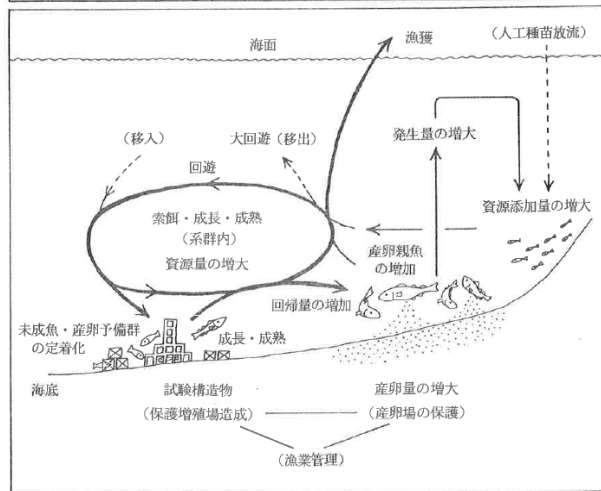 海面
漁獲
(人工種苗放流)
(移入)
大回遊(移出)
発生量の増大
回遊
資源添加量の増大
索餌・成長・成熟
(系群内)
資源量の増大
産卵親魚
の増加
回帰量の増加
未成魚・産卵予備群
の定着化
成長・成熟
海底
試験構造物
産卵量の増大
(保護増殖場造成)
(産卵場の保護)
(漁業管理)